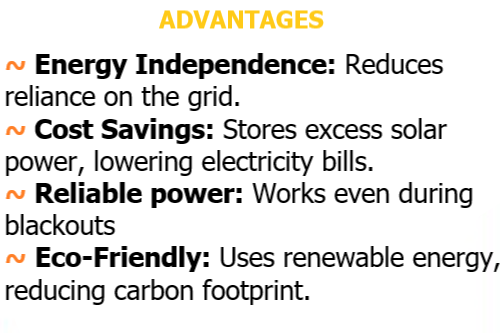 ADVANTAGES
~ Energy Independence: Reduces
reliance on the grid.
~ Cost Savings: Stores excess solar
power, lowering electricity bills.
~ Reliable power: Works even during
blackouts
~ Eco-Friendly: Uses renewable energy,
reducing carbon footprint.